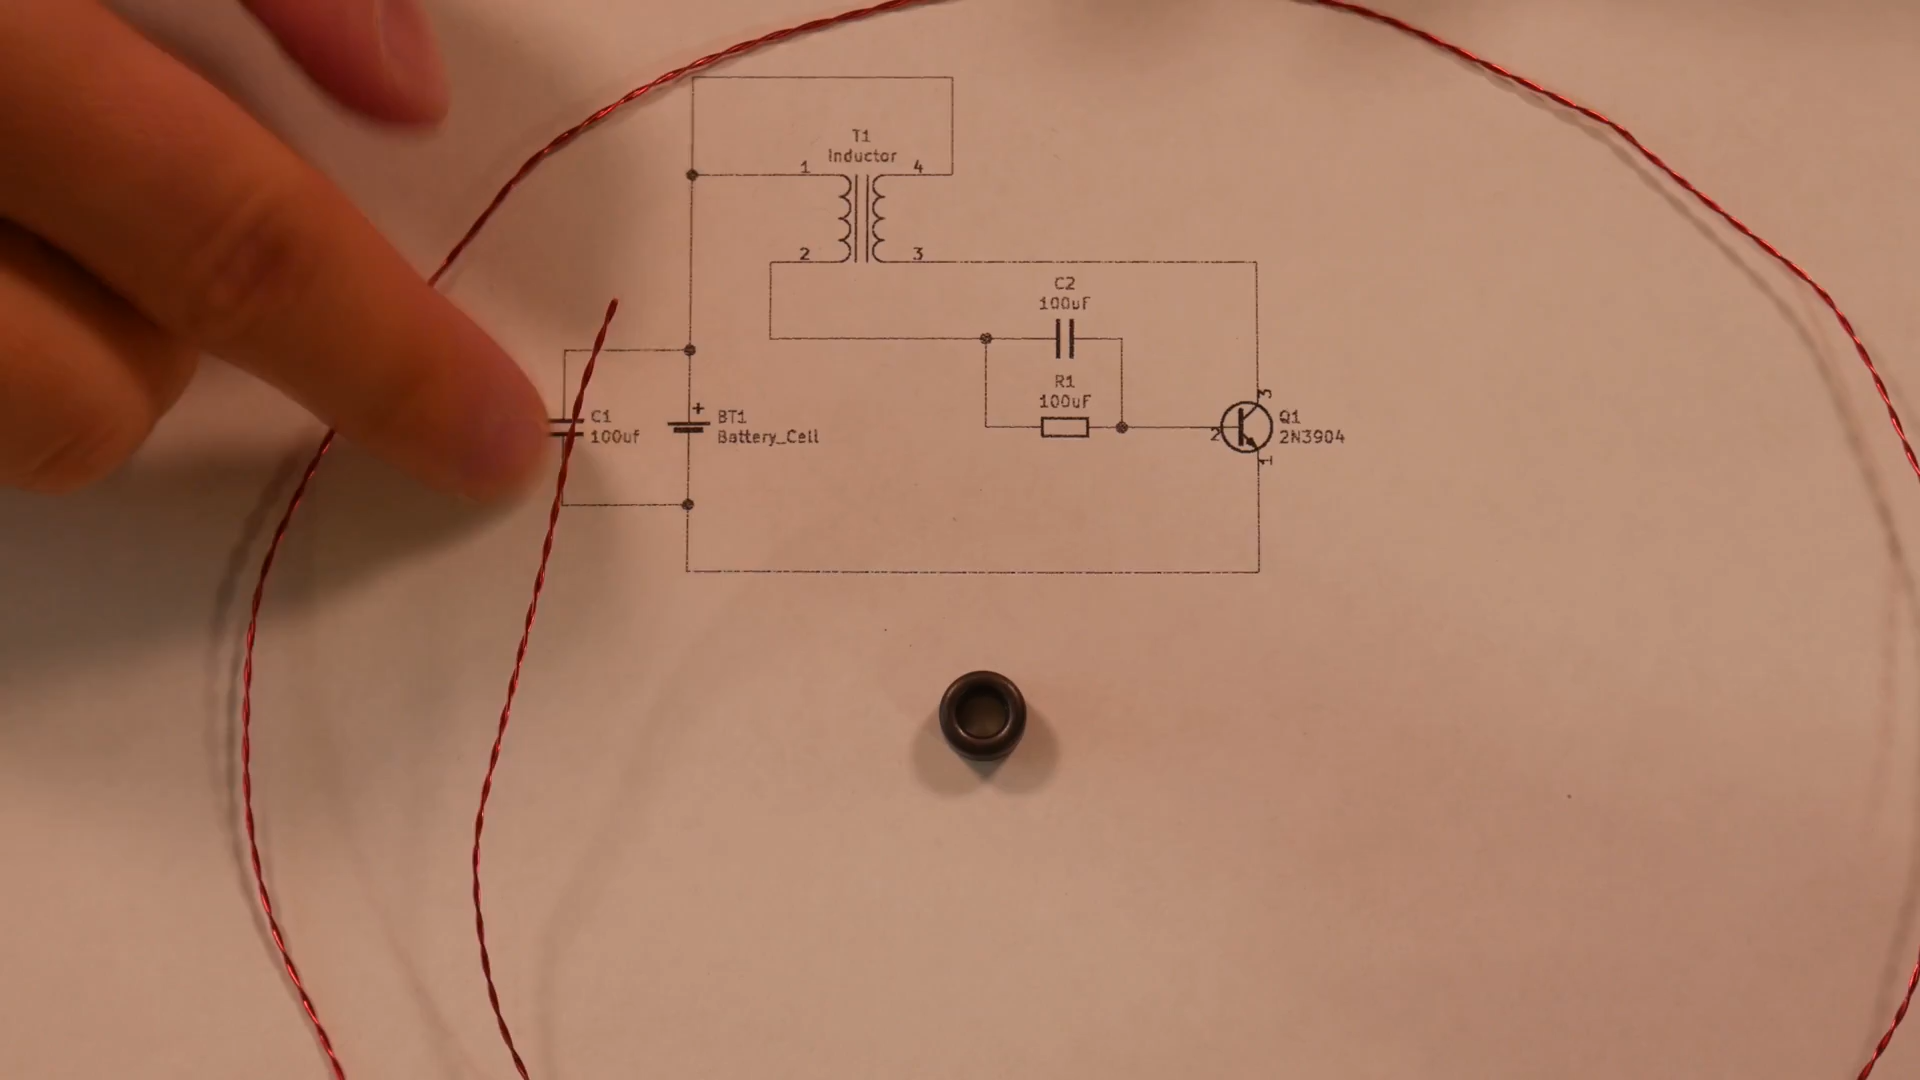 T1
Inductor
1
4
2
3
C2
100uF
R1
100uF
C1
100uf
+
BT1
Battery_Cell
3
2
1
Q1
2N3904